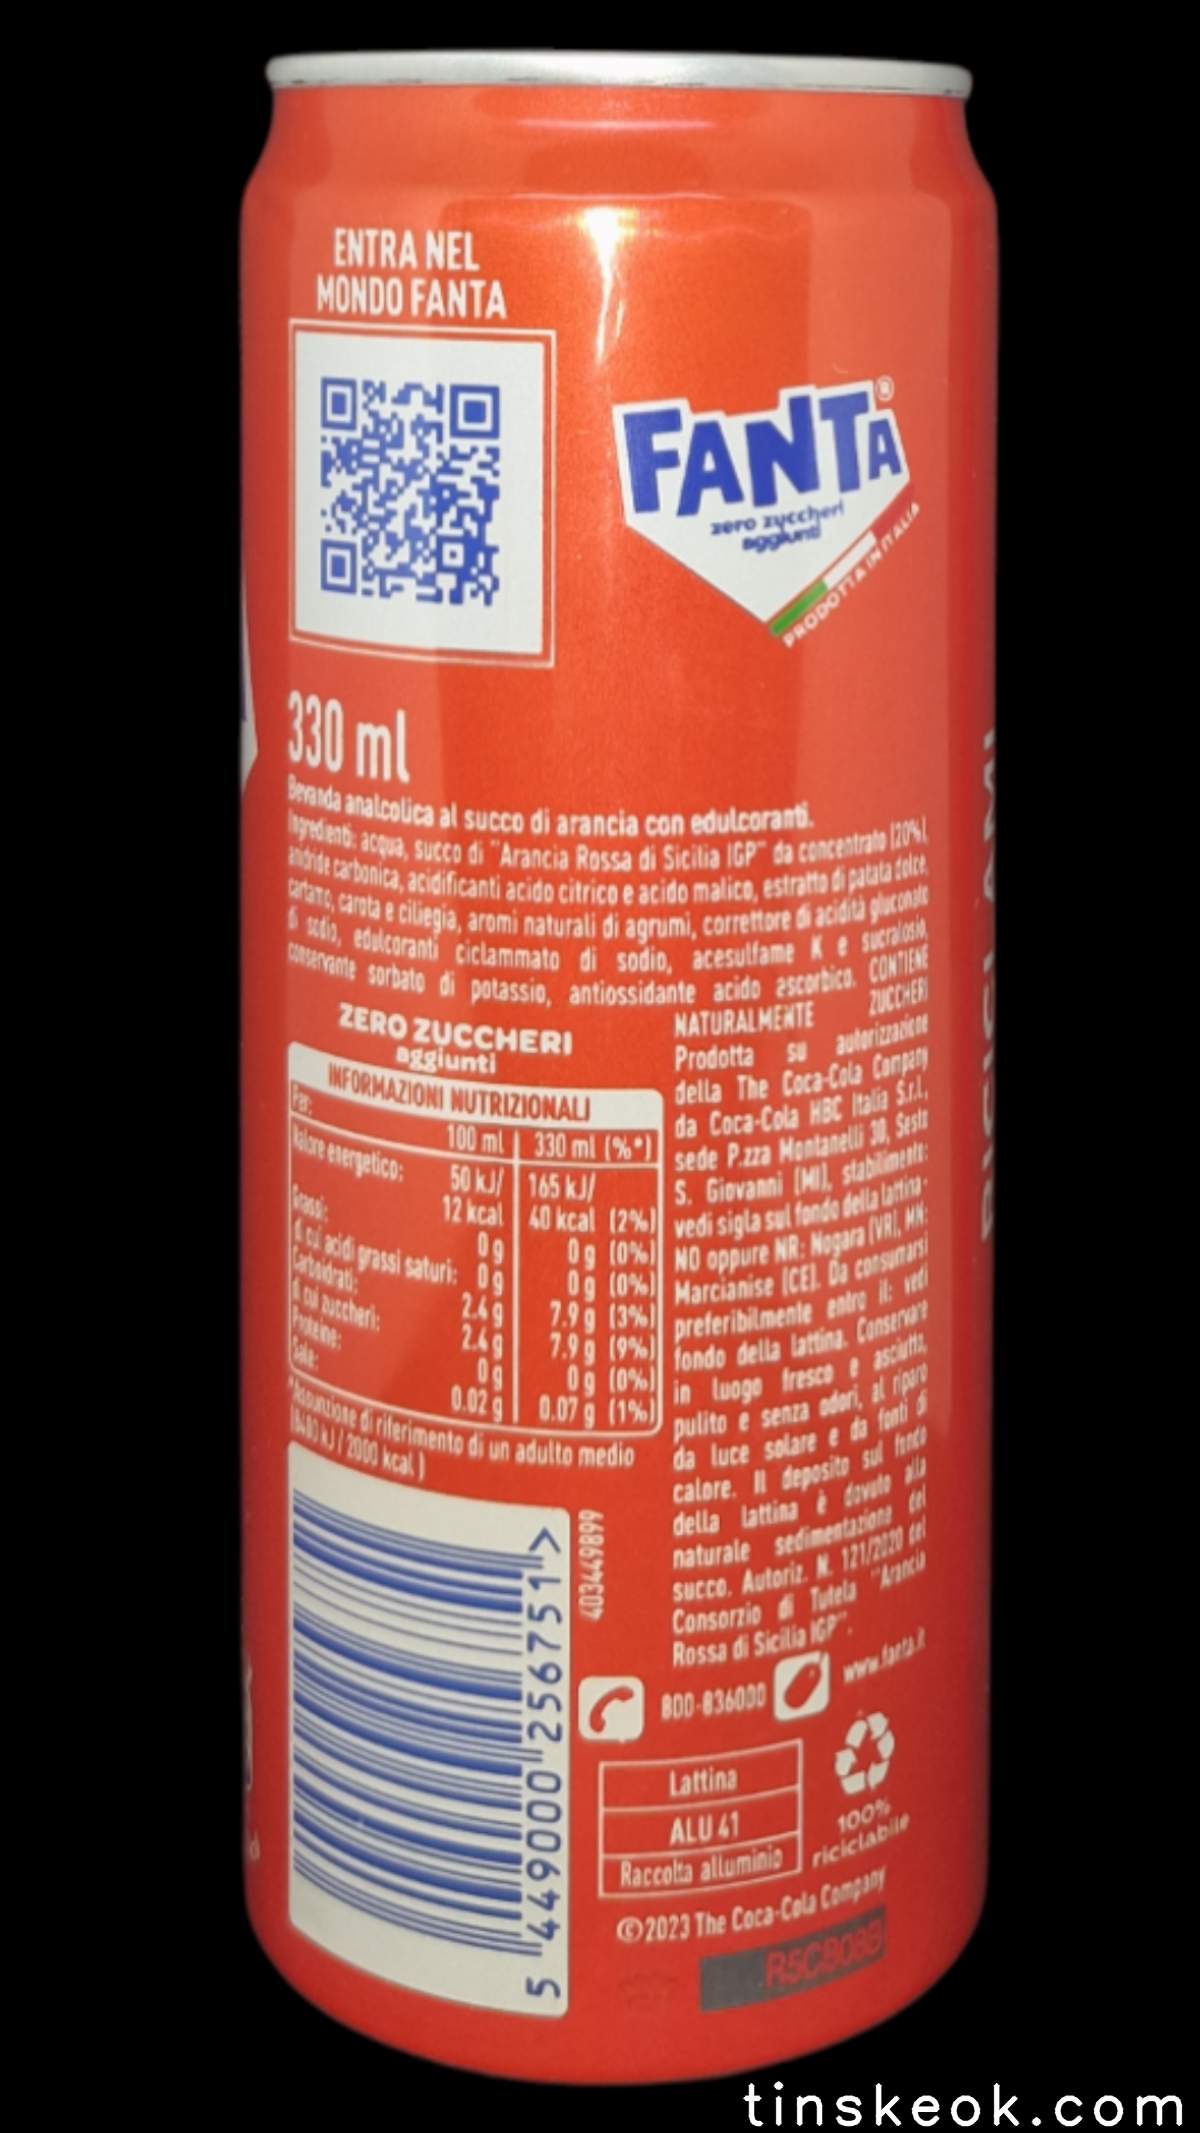 ENTRA NEL
MONDO FANTA
FANTA®
zero zuccheri
aggiunti
PRODOTTA IN ITALIA
330 ml
Bevanda analcolica al succo di arancia con edulcoranti.
Ingredienti: acqua, succo di "Arancia Rossa di Sicilia IGP" da concentrato (20%),
anidride carbonica, acidificanti acido citrico e acido malico, estratto di patata dolce,
cartamo, carota e ciliegia, aromi naturali di agrumi, correttore di acidità gluconato
di sodio, edulcoranti ciclammato di sodio, acesulfame K e sucralosio,
conservante sorbato di potassio, antiossidante acido ascorbico. CONTIENE
NATURALMENTE ZUCCHERI
Prodotta su autorizzazione
della The Coca-Cola Company
da Coca-Cola HBC Italia S.r.l.,
sede P.zza Montanelli 30, Sesto
S. Giovanni (MI), stabilimento:
vedi sigla sul fondo della lattina-
NO oppure NR: Nogara (VR), MN:
Marcianise (CE). Da consumarsi
preferibilmente entro il: vedi
fondo della lattina. Conservare
in luogo fresco e asciutto,
pulito e senza odori, al riparo
da luce solare e da fonti di
calore. Il deposito sul fondo
della lattina è dovuto alla
naturale sedimentazione del
succo. Autoriz. N. 121/2020 del
Consorzio di Tutela "Arancia
Rossa di Sicilia IGP".
ZERO ZUCCHERI
aggiunti
INFORMAZIONI NUTRIZIONALI
Per: 100 ml 330 ml (%*)
Valore energetico: 50 kJ/ 165 kJ/
12 kcal 40 kcal (2%)
Grassi: 0 g 0 g (0%)
di cui acidi grassi saturi: 0 g 0 g (0%)
Carboidrati: 2.4 g 7.9 g (3%)
di cui zuccheri: 2.4 g 7.9 g (9%)
Proteine: 0 g 0 g (0%)
Sale: 0.02 g 0.07 g (1%)
*Assunzione di riferimento di un adulto medio
(8400 kJ / 2000 kcal)
5 449000 256751 >
403449899
800-836000
www.fanta.it
Lattina
ALU 41
Raccolta alluminio
100%
riciclabile
©2023 The Coca-Cola Company
R5CB08B
RICICLAMI
tinskeok.com